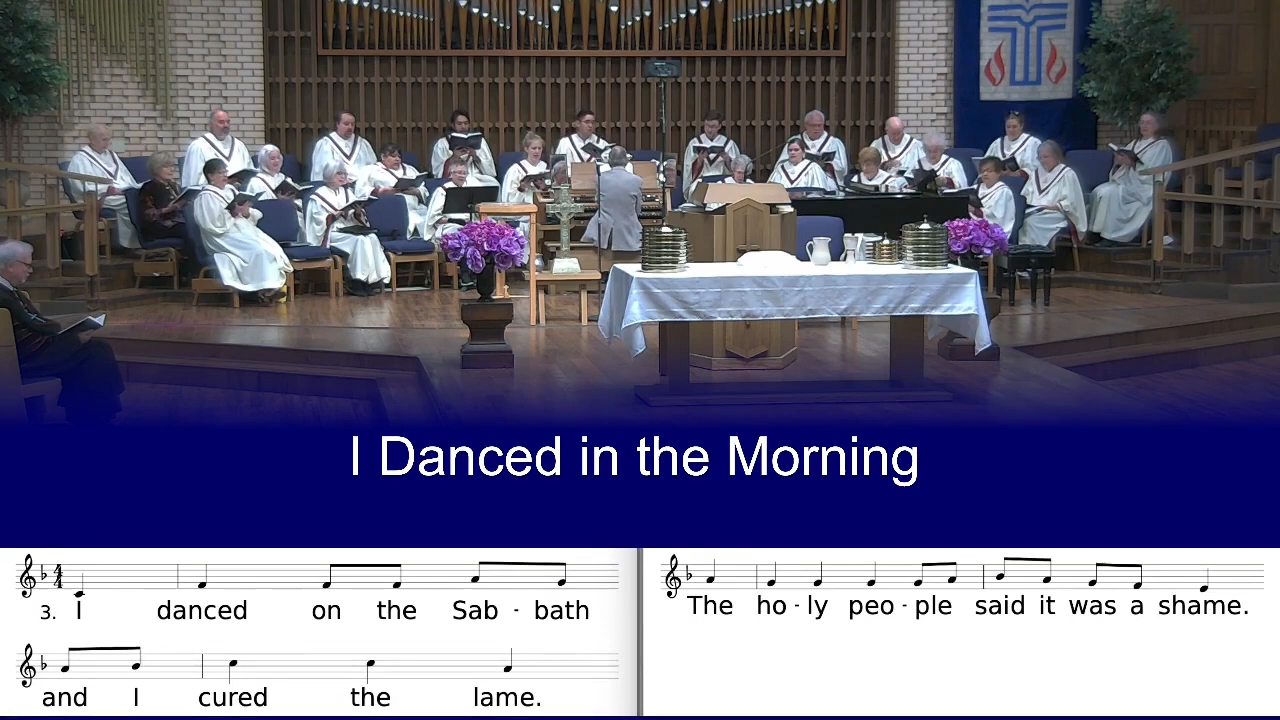 I Danced in the Morning
3. I danced on the Sab - bath
and I cured the lame.
The ho - ly peo - ple said it was a shame.